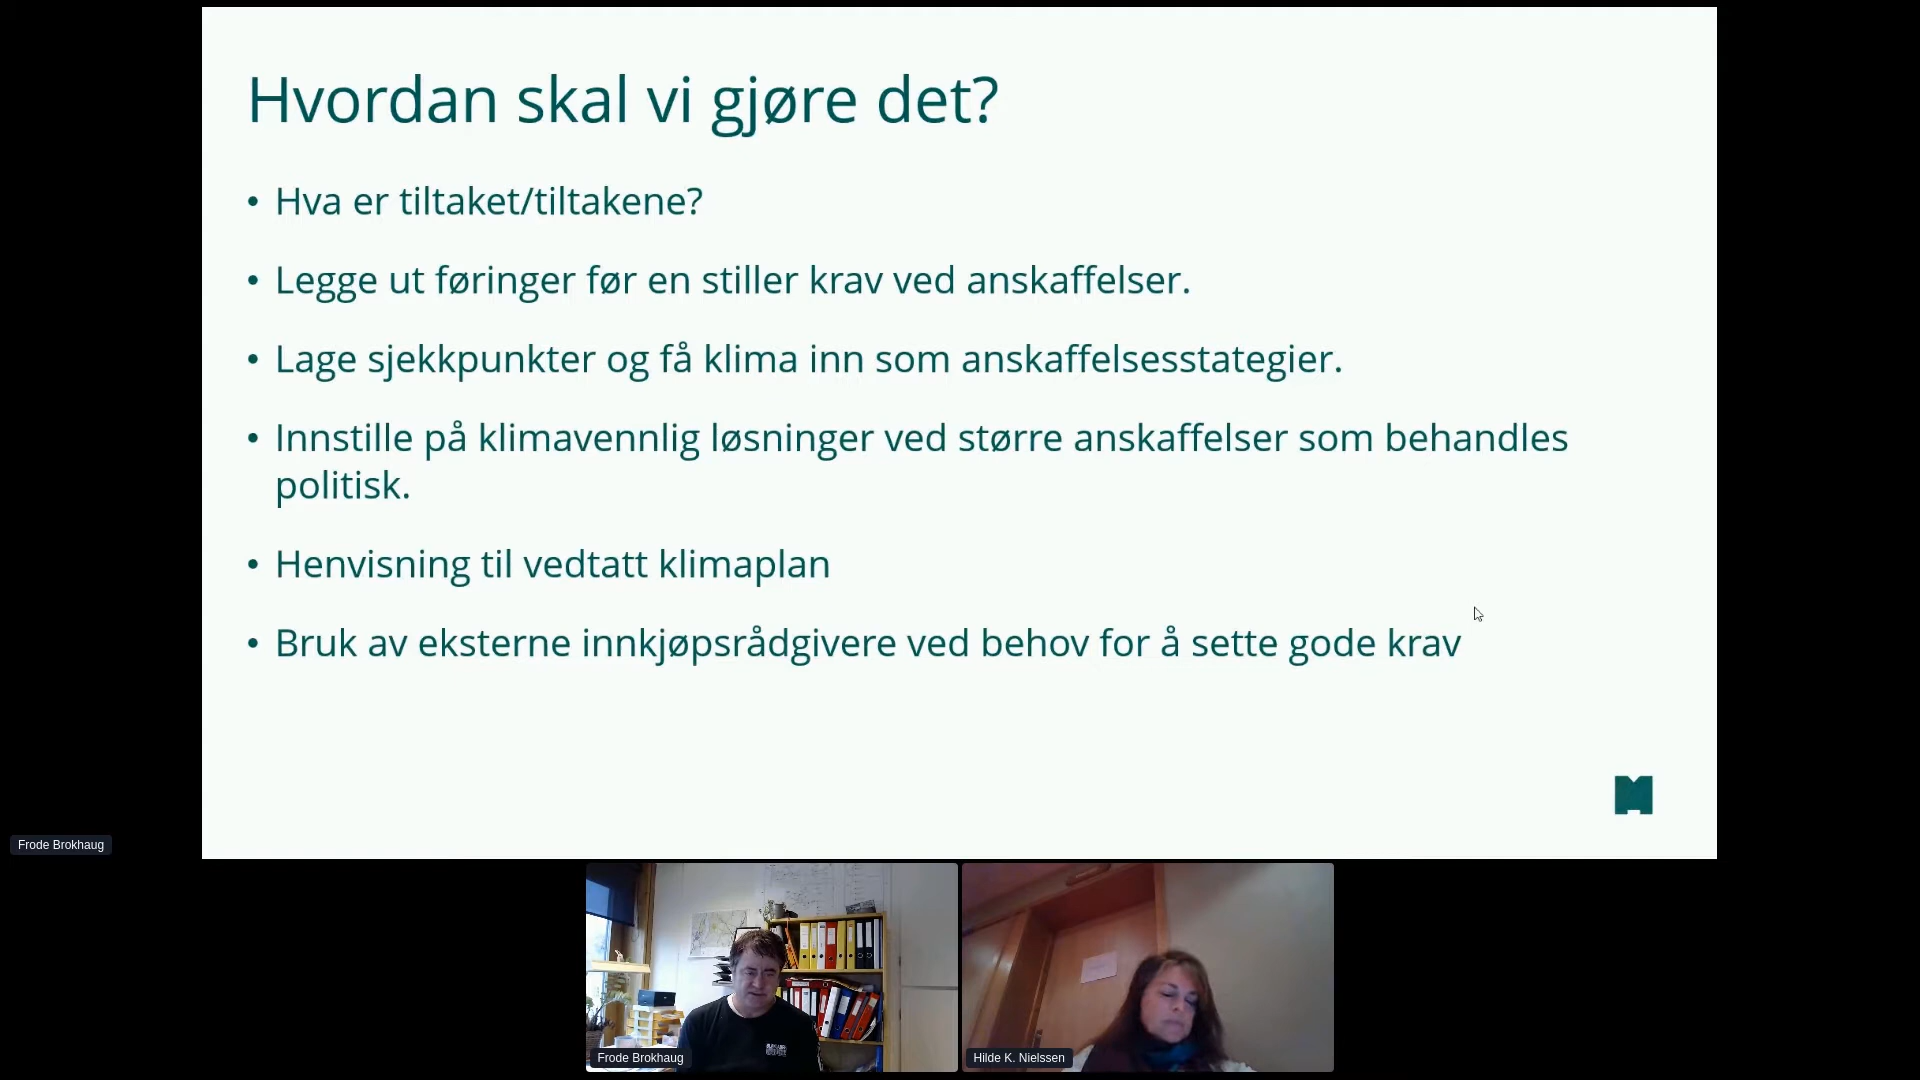 Hvordan skal vi gjøre det?
• Hva er tiltaket/tiltakene?
• Legge ut føringer før en stiller krav ved anskaffelser.
• Lage sjekkpunkter og få klima inn som anskaffelsesstategier.
• Innstille på klimavennlig løsninger ved større anskaffelser som behandles
politisk.
• Henvisning til vedtatt klimaplan
• Bruk av eksterne innkjøpsrådgivere ved behov for å sette gode krav
Frode Brokhaug
Frode Brokhaug
Hilde K. Nielssen